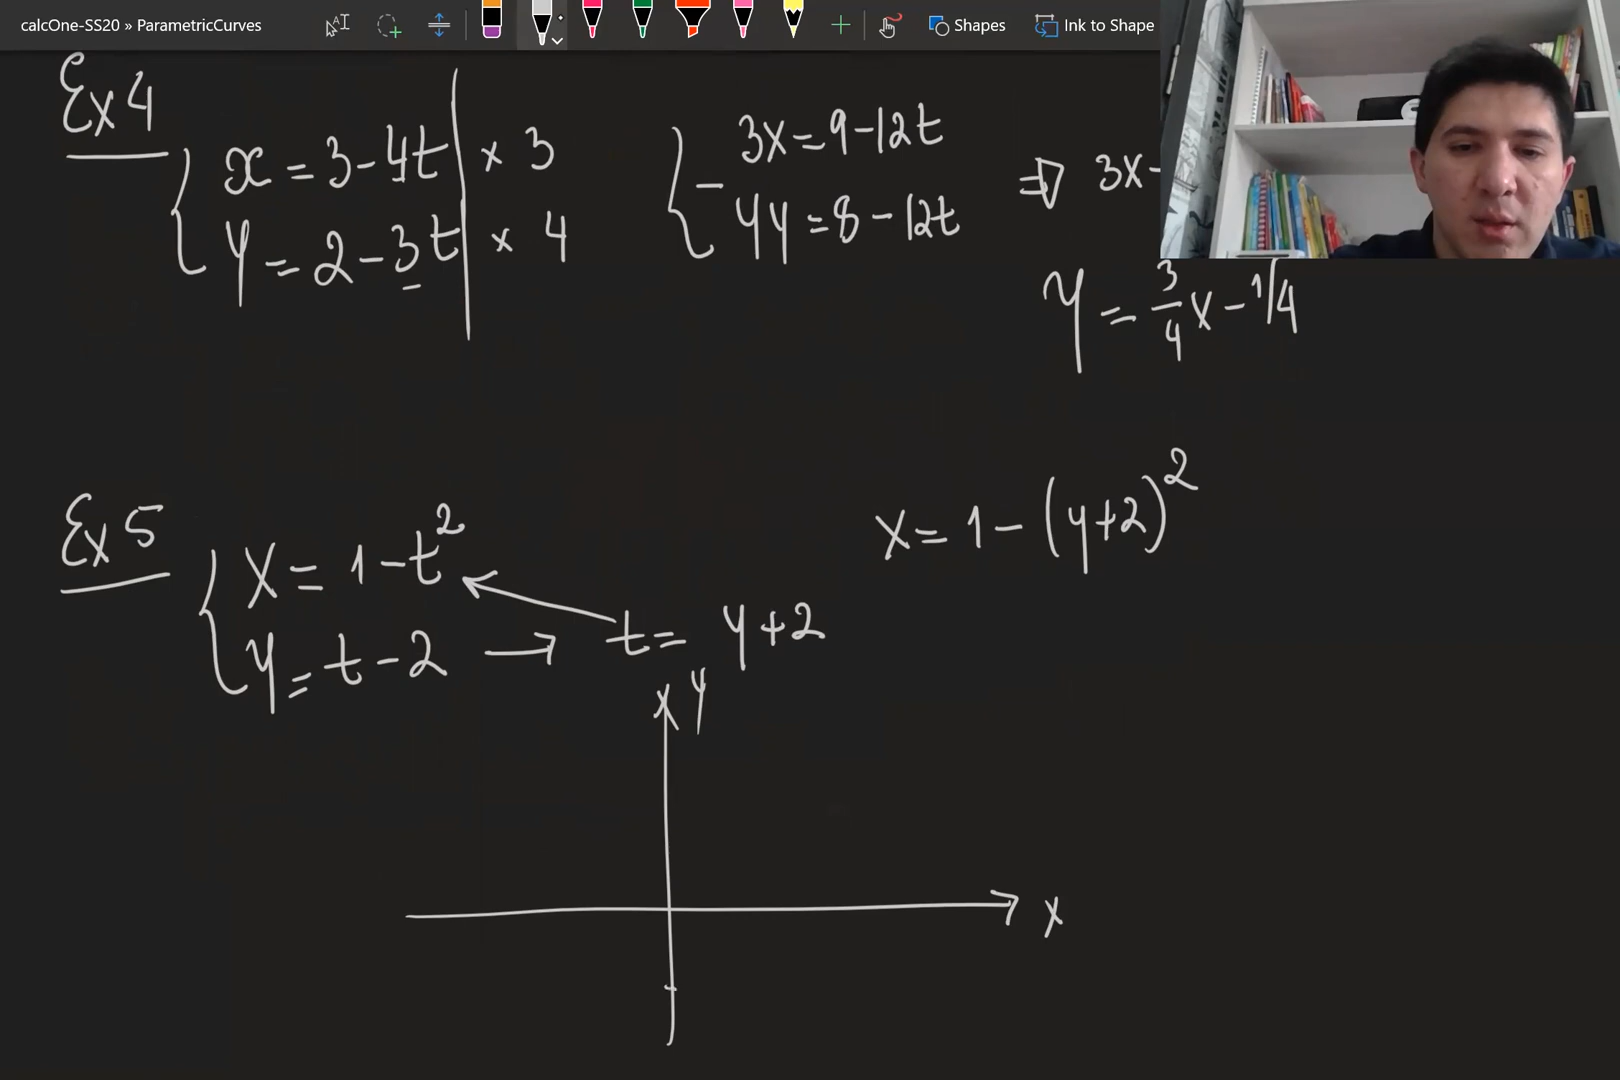 calcOne-SS20 » ParametricCurves
Shapes
Ink to Shape
Ex 4
x = 3 - 4t | × 3
y = 2 - 3t | × 4
3x = 9 - 12t
- 4y = 8 - 12t
⇒ 3x -
y = 3/4 x - 1/4
Ex 5
x = 1 - t²
y = t - 2 → t = y + 2
x = 1 - (y+2)²
y
x